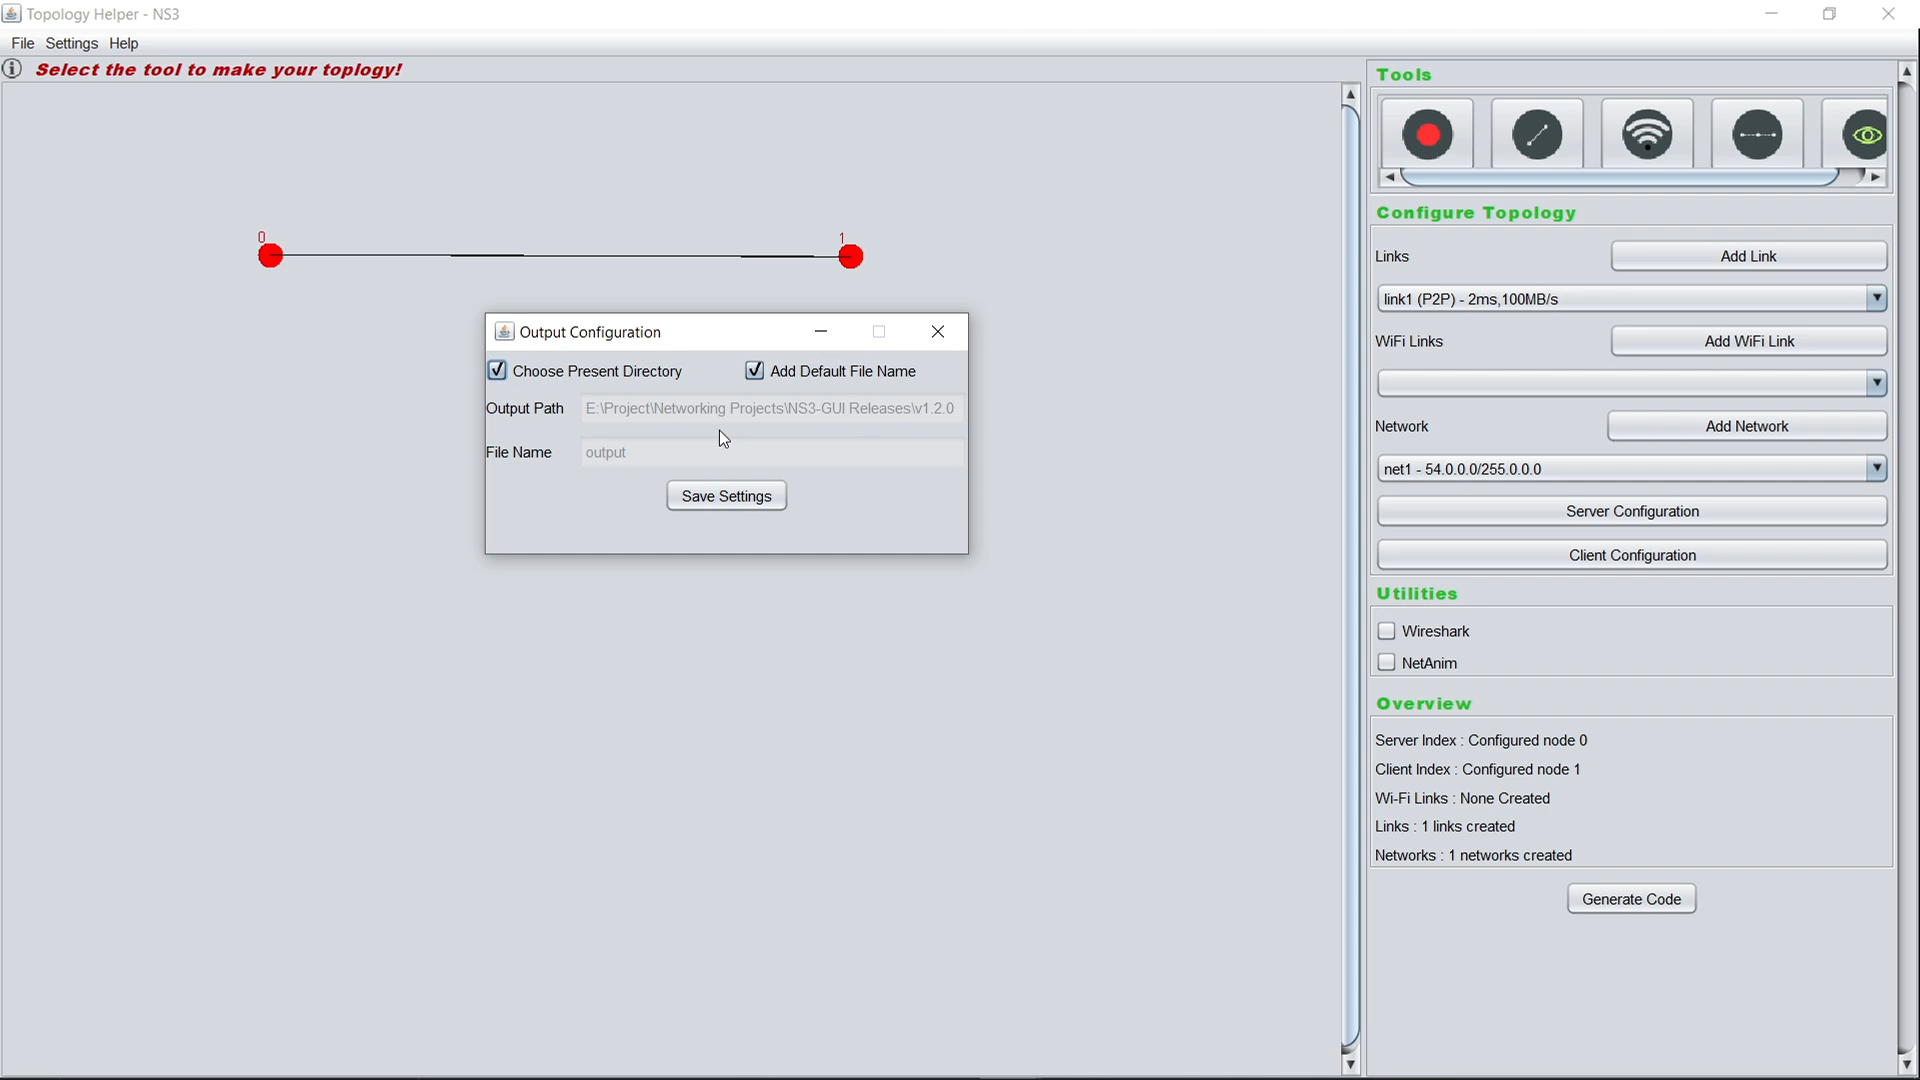 Topology Helper - NS3
File Settings Help
Select the tool to make your toplogy!
0
1
Output Configuration
Choose Present Directory Add Default File Name
Output Path E:\Project\Networking Projects\NS3-GUI Releases\v1.2.0
File Name output
Save Settings
Tools
Configure Topology
Links Add Link
link1 (P2P) - 2ms,100MB/s
WiFi Links Add WiFi Link
Network Add Network
net1 - 54.0.0.0/255.0.0.0
Server Configuration
Client Configuration
Utilities
Wireshark
NetAnim
Overview
Server Index : Configured node 0
Client Index : Configured node 1
Wi-Fi Links : None Created
Links : 1 links created
Networks : 1 networks created
Generate Code